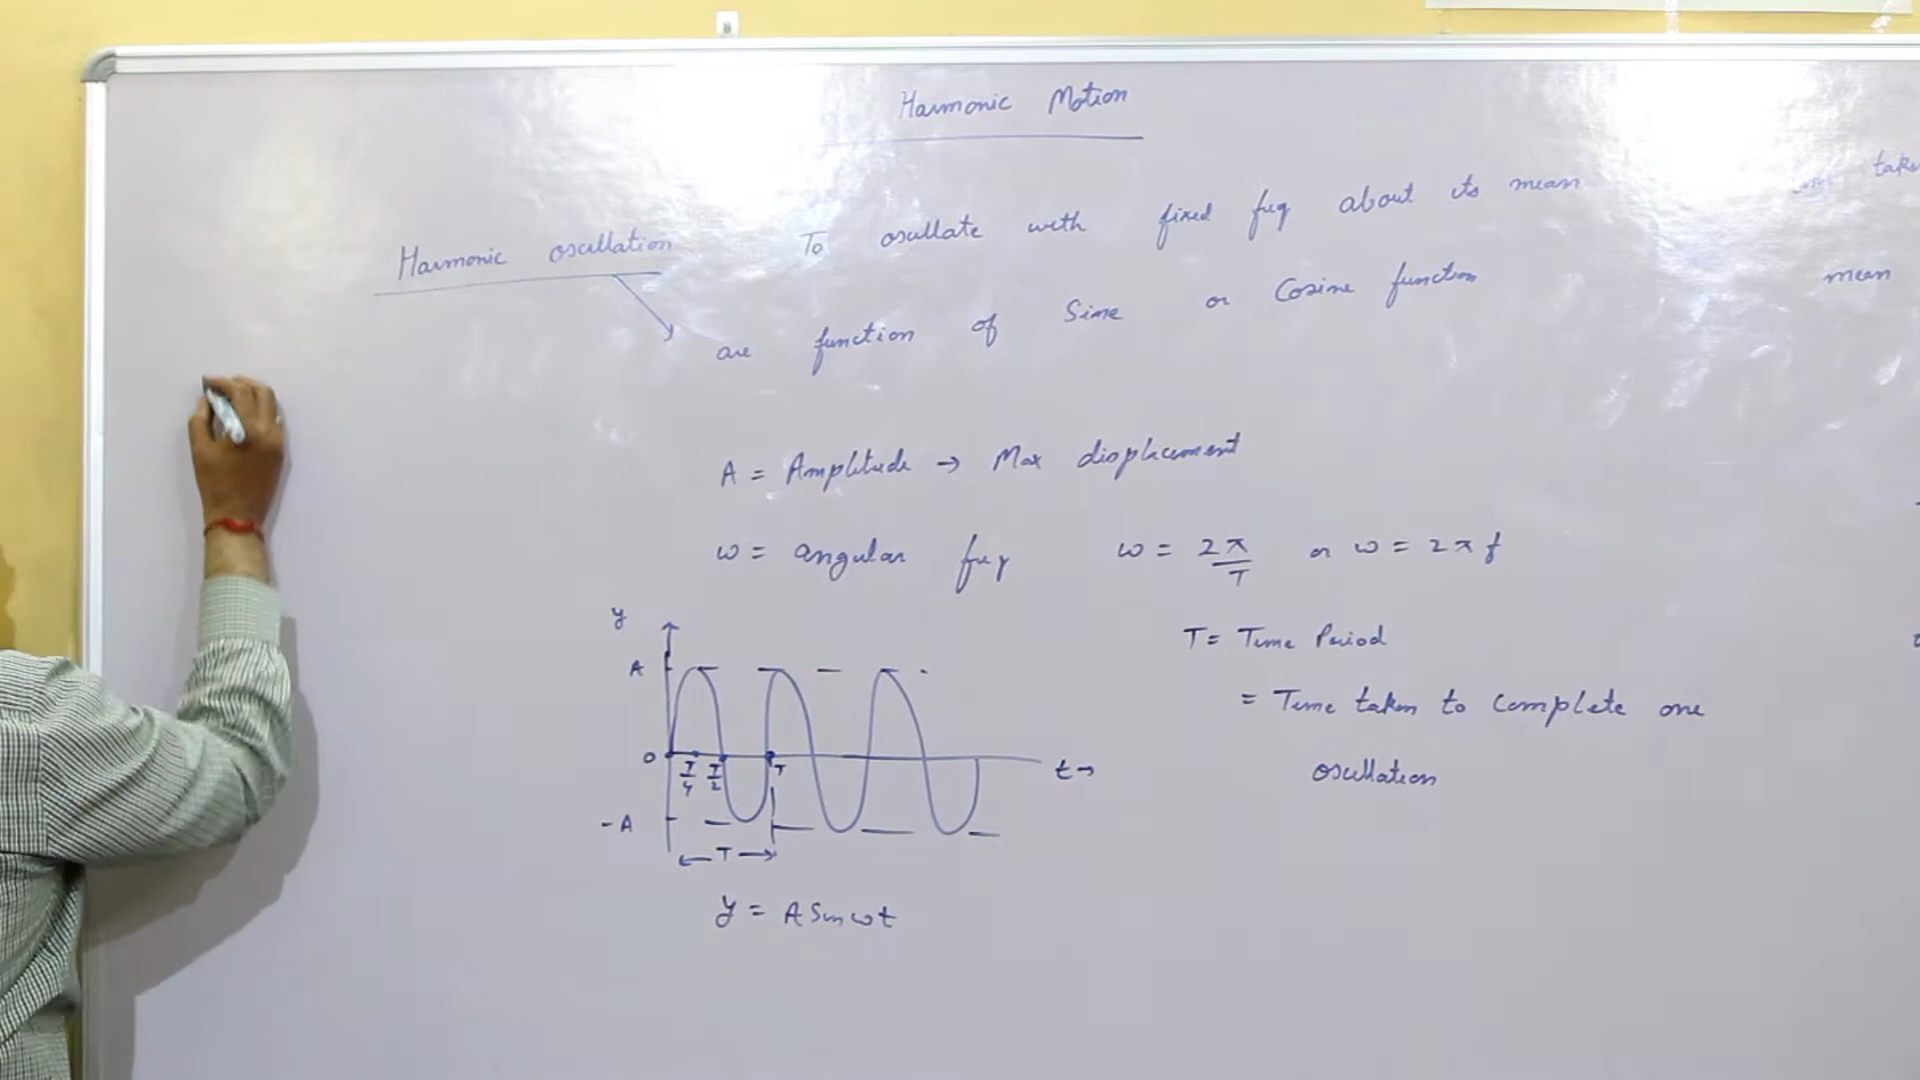 Harmonic Motion
Harmonic oscillation To oscillate with fixed freq about its mean
are function of Sine or Cosine function
mean
A = Amplitude → Max displacement
ω = angular freq ω = 2π/T or ω = 2πf
T = Time Period
= Time taken to complete one
oscillation
y
A
O T/4 T/2 T t→
-A
←T→
y = A Sin ωt